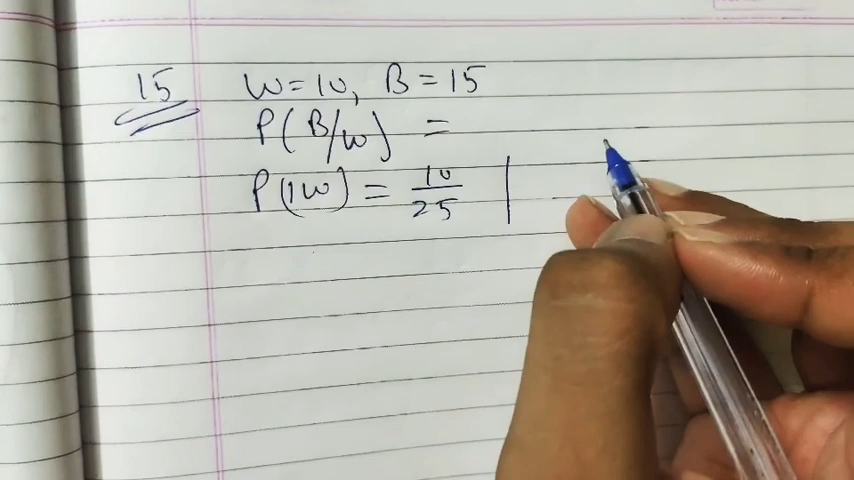 15 W=10, B=15
P(B/W) =
P(1W) = 10/25 |